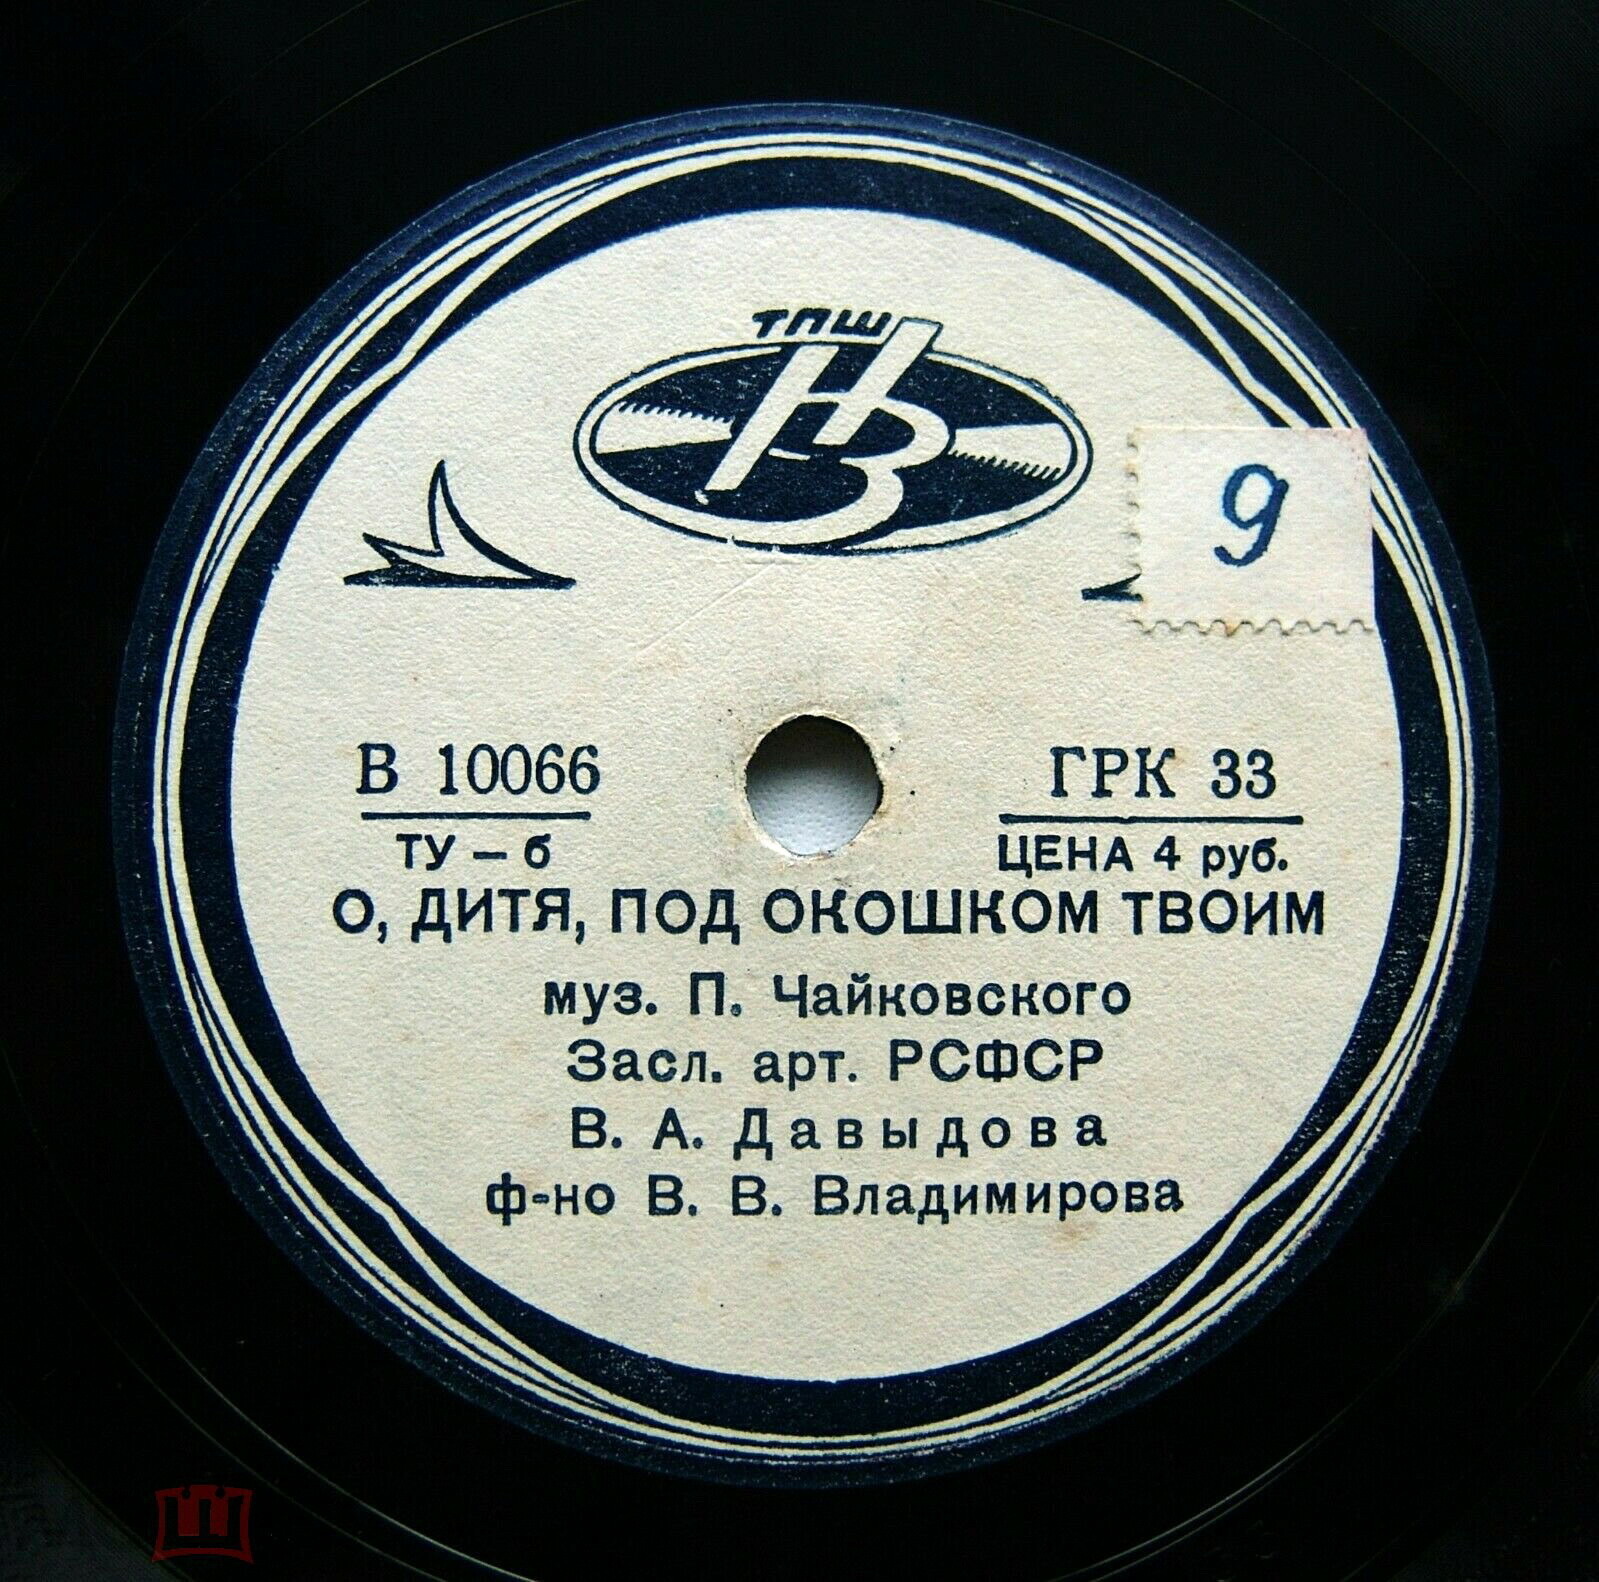 ТПШ
НЗ
9
В 10066 ГРК 33
ТУ – б ЦЕНА 4 руб.
О, ДИТЯ, ПОД ОКОШКОМ ТВОИМ
муз. П. Чайковского
Засл. арт. РСФСР
В. А. Давыдова
ф-но В. В. Владимирова